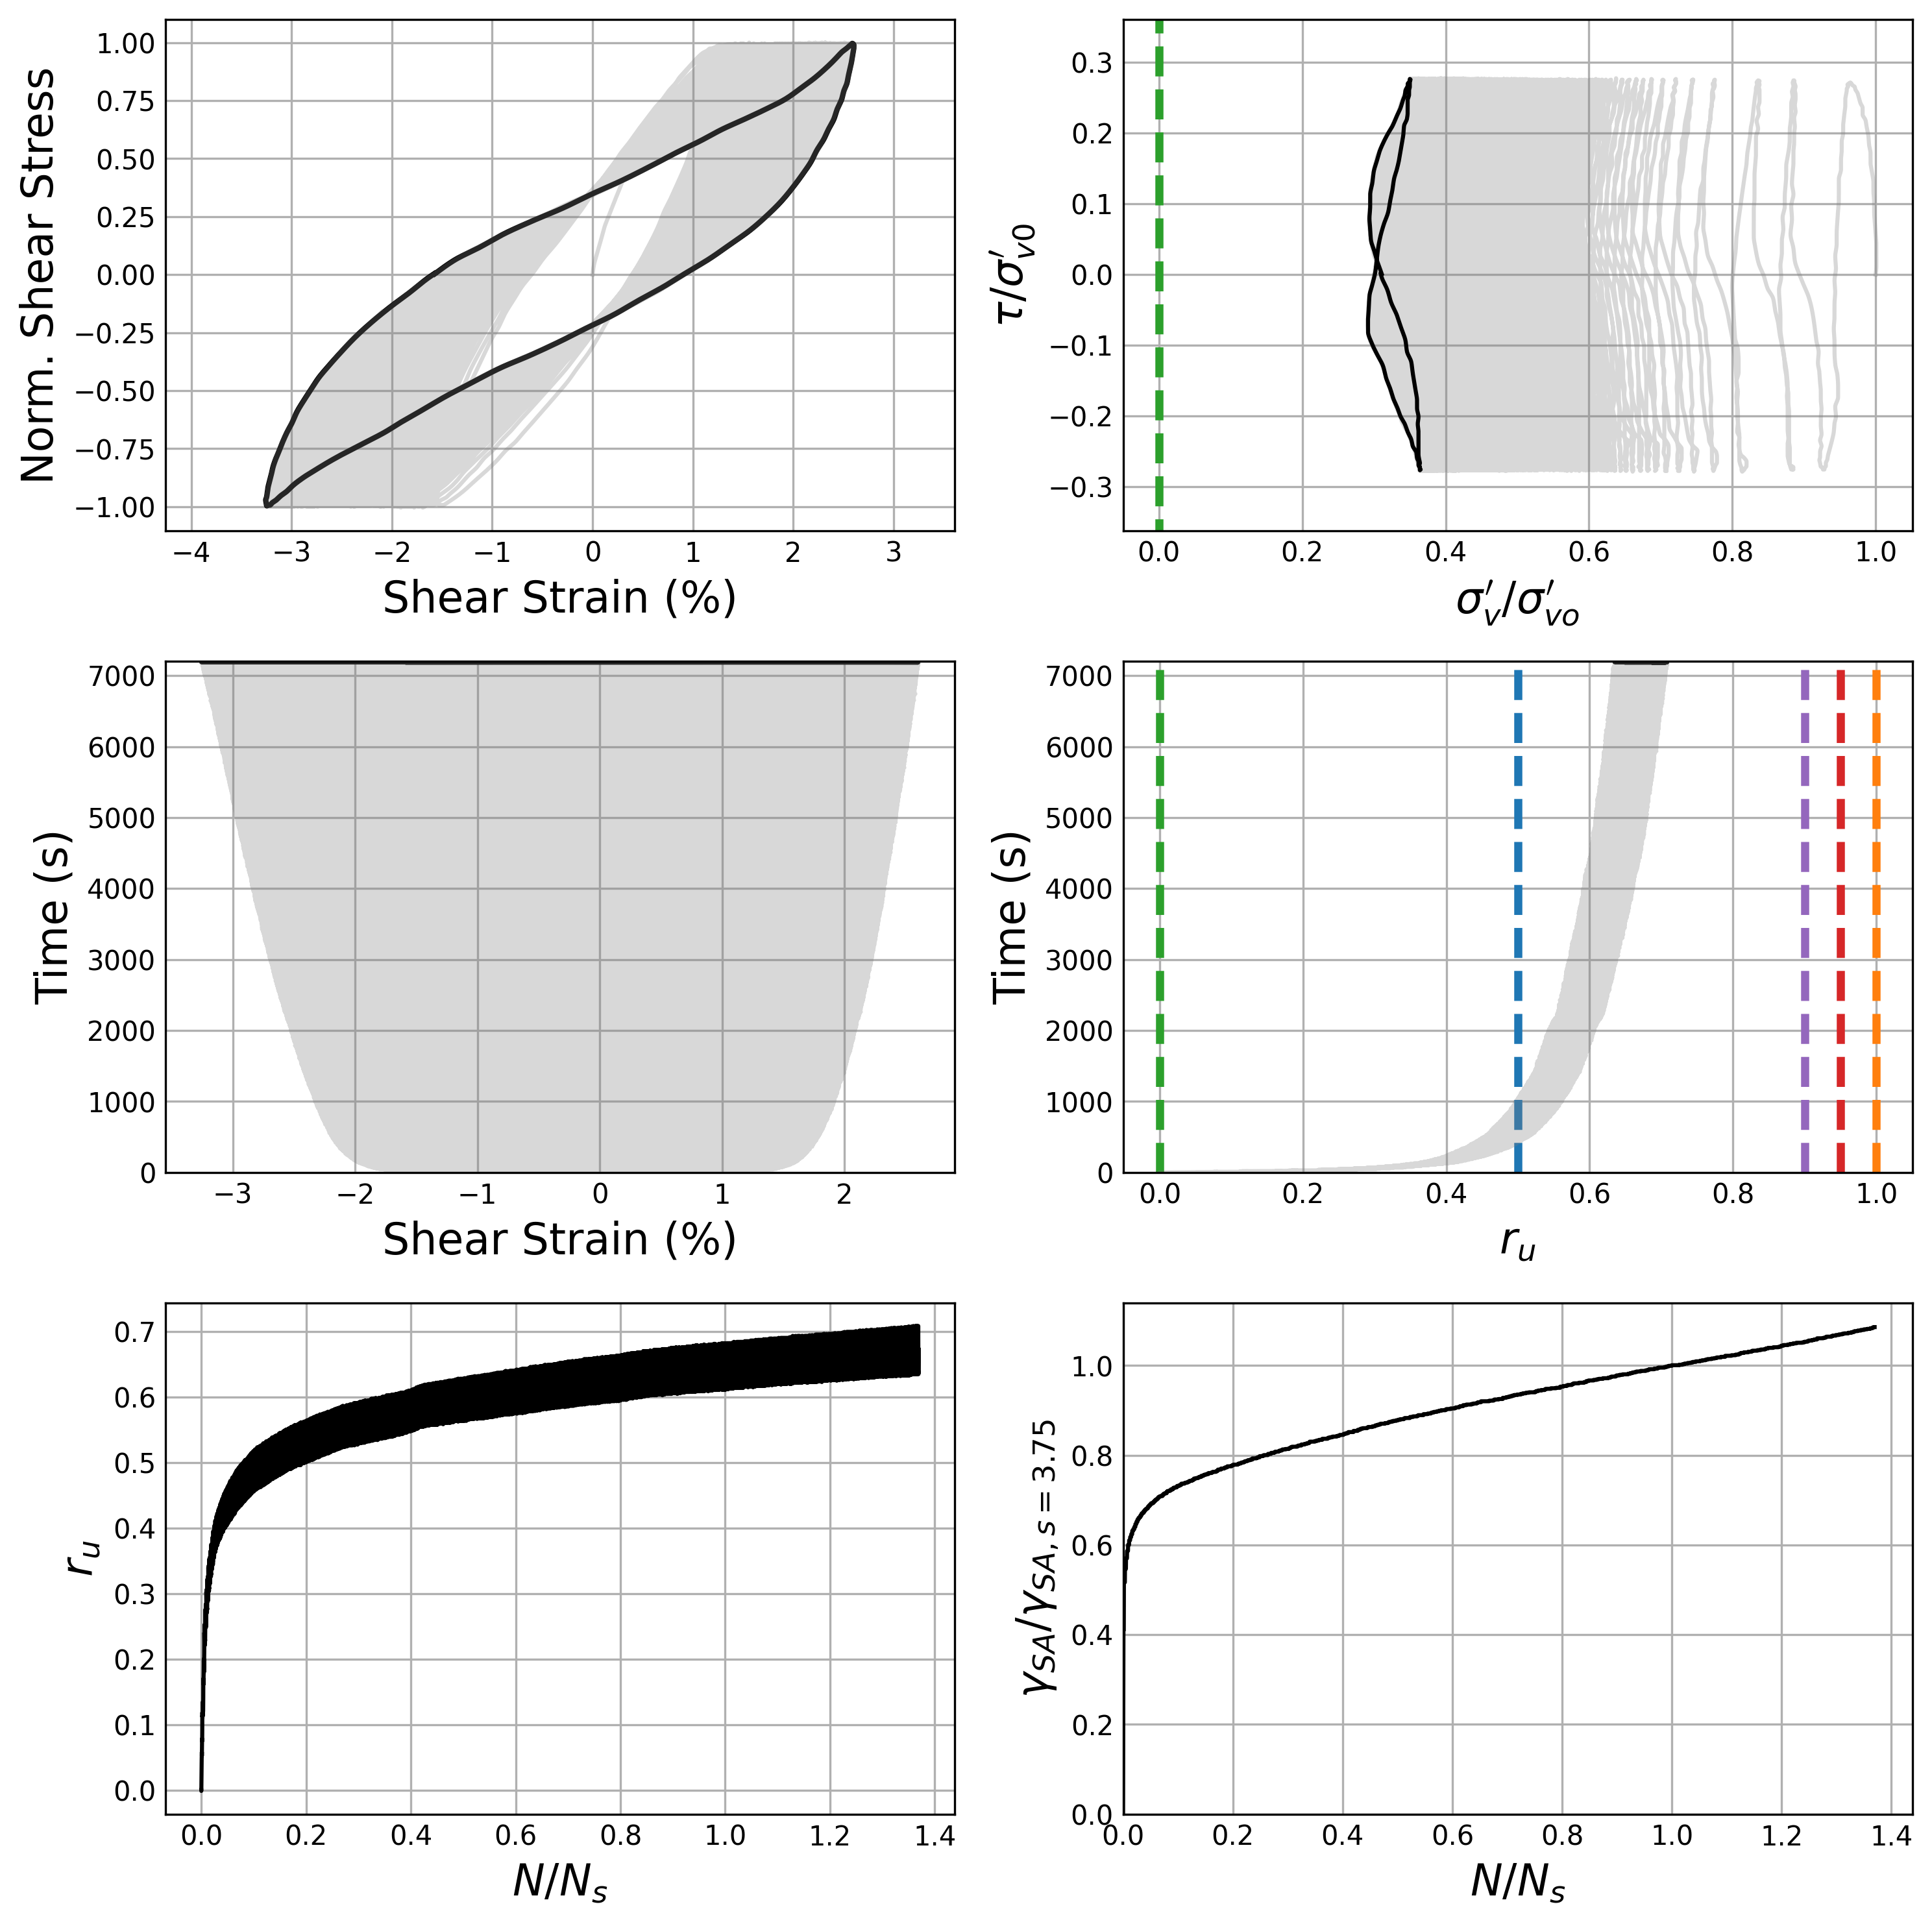 1.00
0.75
0.50
0.25
0.00
−0.25
−0.50
−0.75
−1.00
Norm. Shear Stress
−4 −3 −2 −1 0 1 2 3
Shear Strain (%)
0.3
0.2
0.1
0.0
−0.1
−0.2
−0.3
τ/σ′v0
0.0 0.2 0.4 0.6 0.8 1.0
σ′v/σ′vo
7000
6000
5000
4000
3000
2000
1000
0
Time (s)
−3 −2 −1 0 1 2
Shear Strain (%)
7000
6000
5000
4000
3000
2000
1000
0
Time (s)
0.0 0.2 0.4 0.6 0.8 1.0
ru
0.7
0.6
0.5
0.4
0.3
0.2
0.1
0.0
ru
0.0 0.2 0.4 0.6 0.8 1.0 1.2 1.4
N/Ns
1.0
0.8
0.6
0.4
0.2
0.0
γSA/γSA, s = 3.75
0.0 0.2 0.4 0.6 0.8 1.0 1.2 1.4
N/Ns